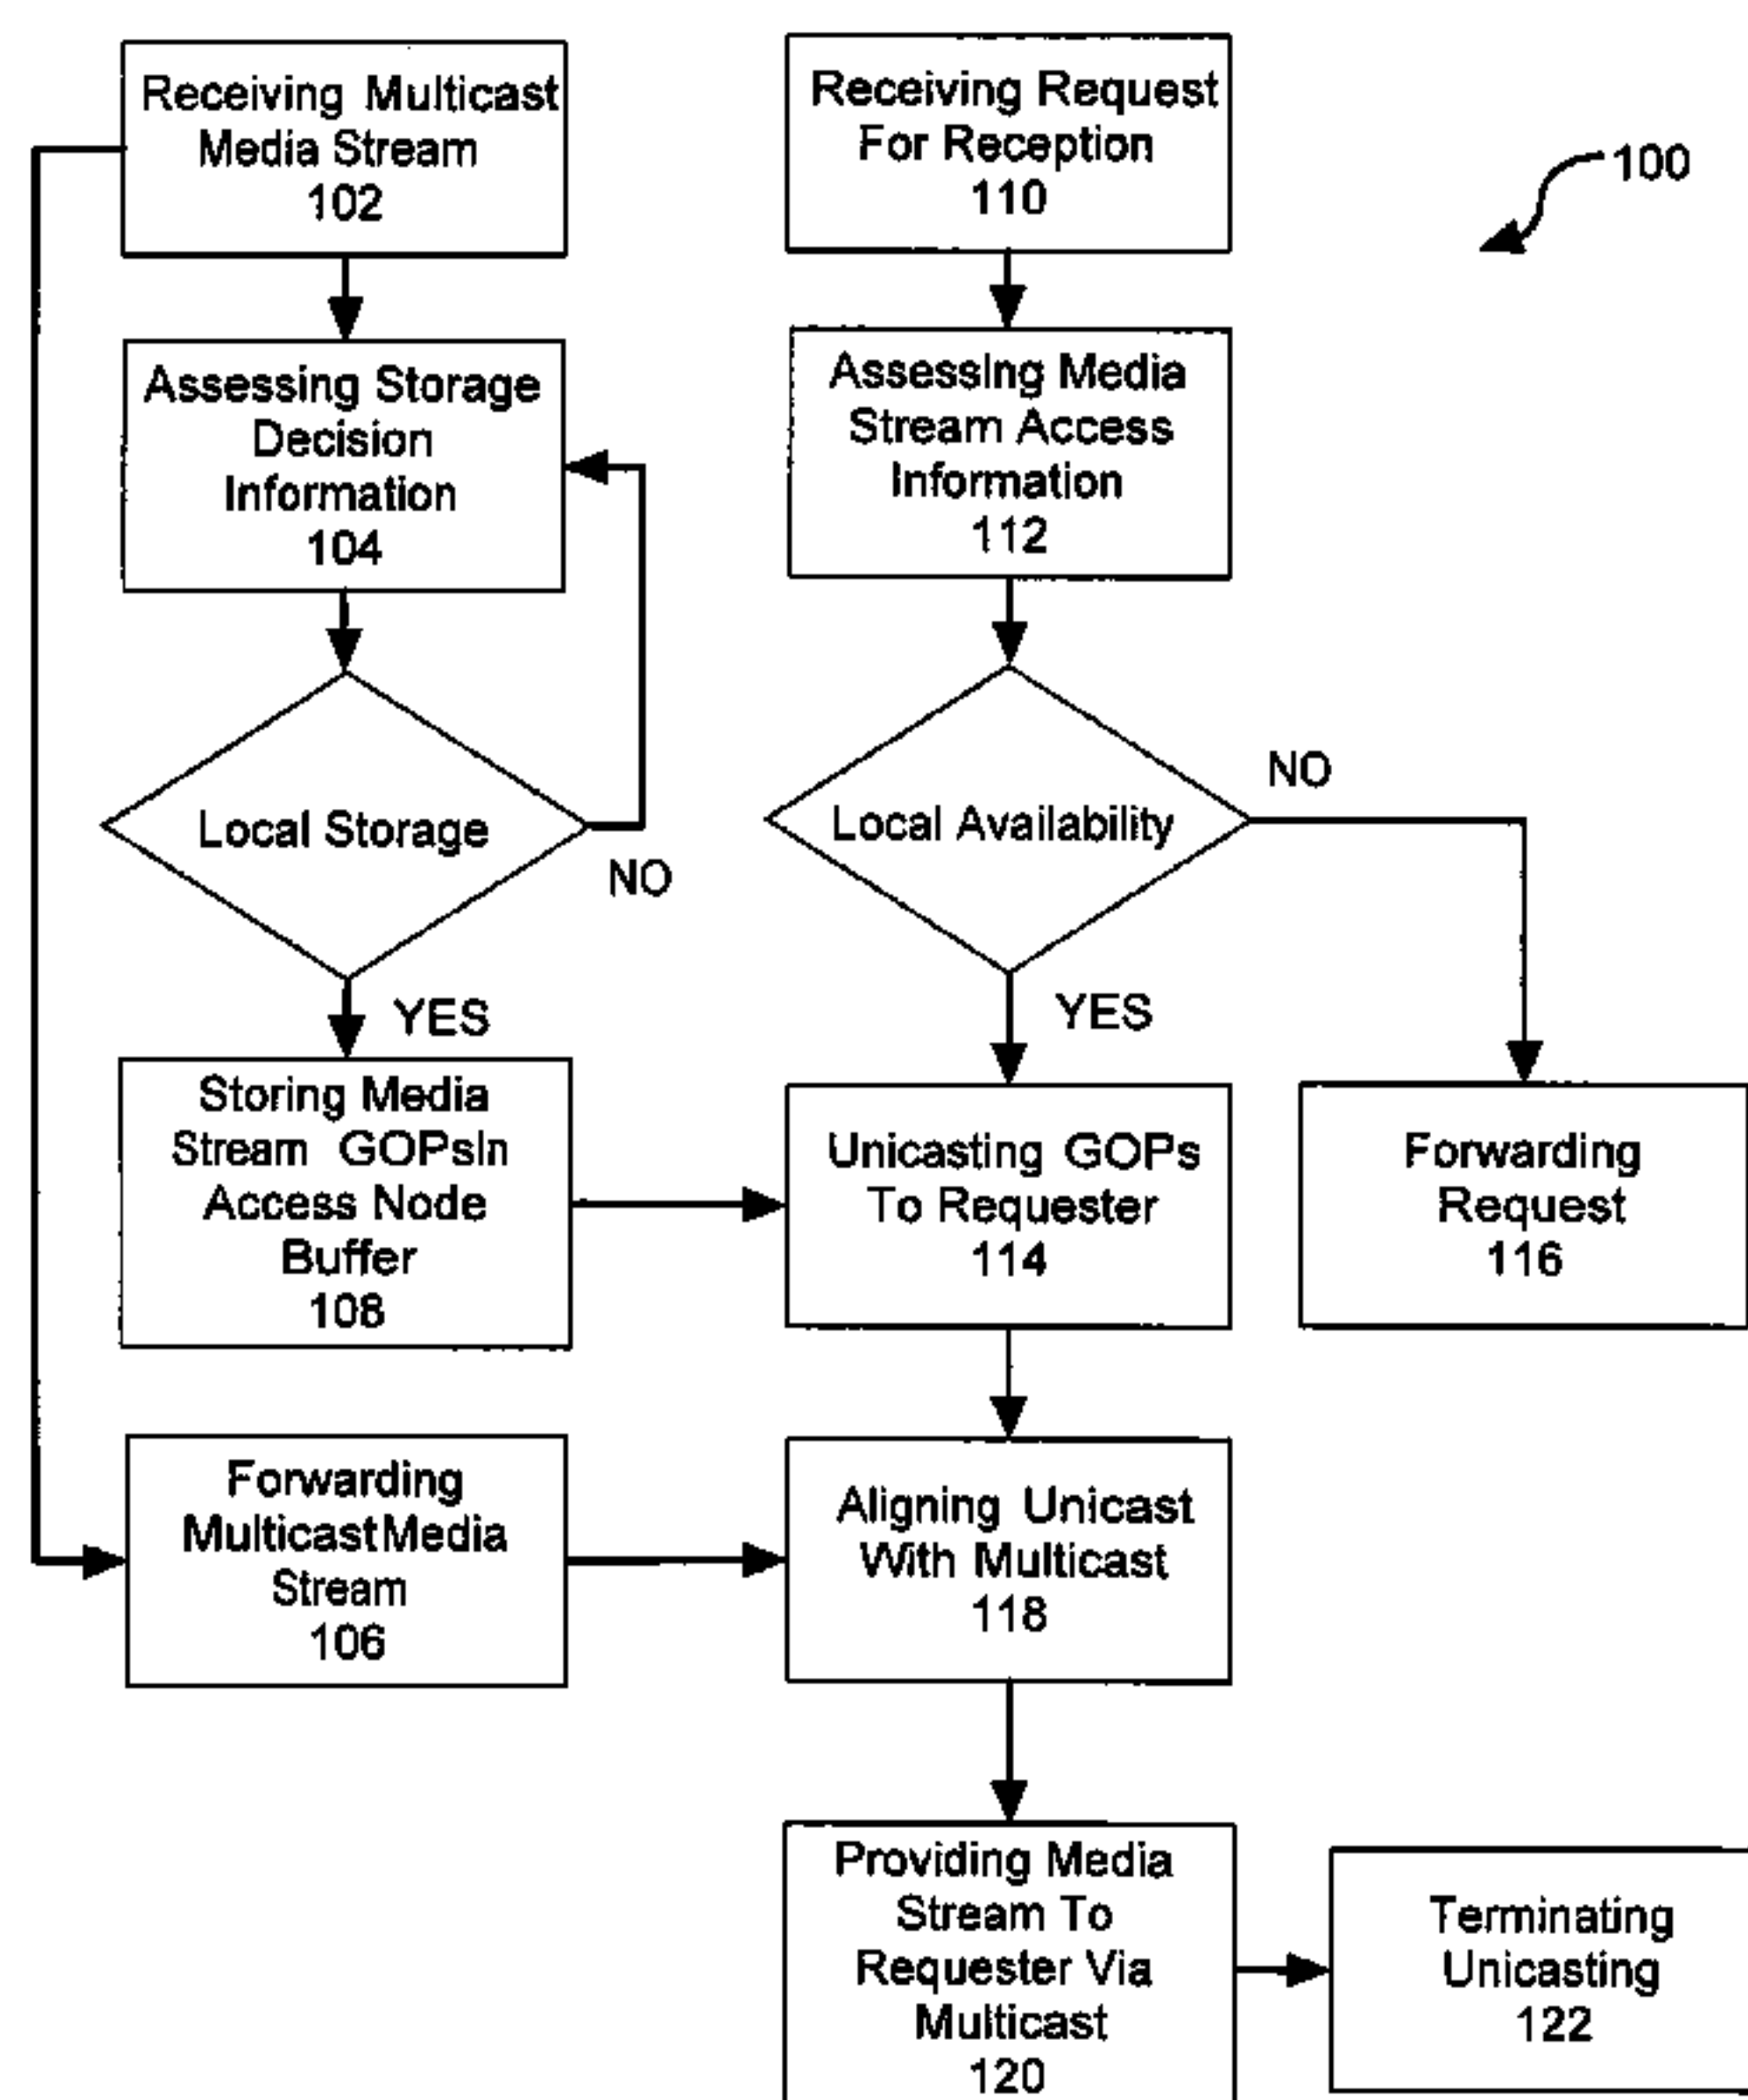 Receiving Multicast
Media Stream
102
Receiving Request
For Reception
110
100
Assessing Storage
Decision
Information
104
Assessing Media
Stream Access
Information
112
Local Storage
NO
Local Availability
NO
YES
YES
Storing Media
Stream GOPsIn
Access Node
Buffer
108
Unicasting GOPs
To Requester
114
Forwarding
Request
116
Forwarding
MulticastMedia
Stream
106
Aligning Unicast
With Multicast
118
Providing Media
Stream To
Requester Via
Multicast
120
Terminating
Unicasting
122